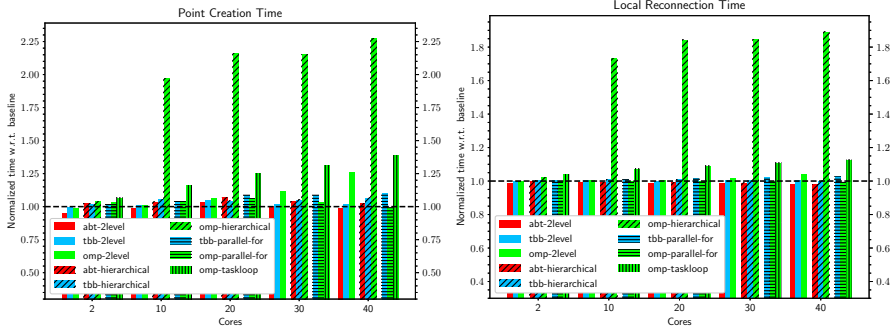 Point Creation Time
Normalized time w.r.t. baseline
2.25
2.00
1.75
1.50
1.25
1.00
0.75
0.50
2.25
2.00
1.75
1.50
1.25
1.00
0.75
0.50
abt-2level
tbb-2level
omp-2level
abt-hierarchical
tbb-hierarchical
omp-hierarchical
tbb-parallel-for
omp-parallel-for
omp-taskloop
2 10 20 30 40
Cores
Local Reconnection Time
Normalized time w.r.t. baseline
1.8
1.6
1.4
1.2
1.0
0.8
0.6
0.4
1.8
1.6
1.4
1.2
1.0
0.8
0.6
0.4
abt-2level
tbb-2level
omp-2level
abt-hierarchical
tbb-hierarchical
omp-hierarchical
tbb-parallel-for
omp-parallel-for
omp-taskloop
2 10 20 30 40
Cores